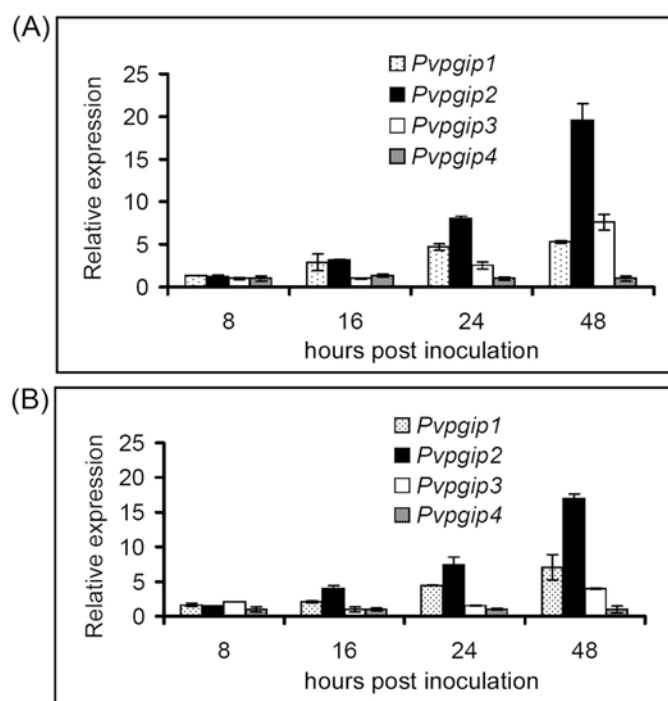 (A)
Relative expression
25
20
15
10
5
0
Pvpgip1
Pvpgip2
Pvpgip3
Pvpgip4
8 16 24 48
hours post inoculation
(B)
Relative expression
25
20
15
10
5
0
Pvpgip1
Pvpgip2
Pvpgip3
Pvpgip4
8 16 24 48
hours post inoculation